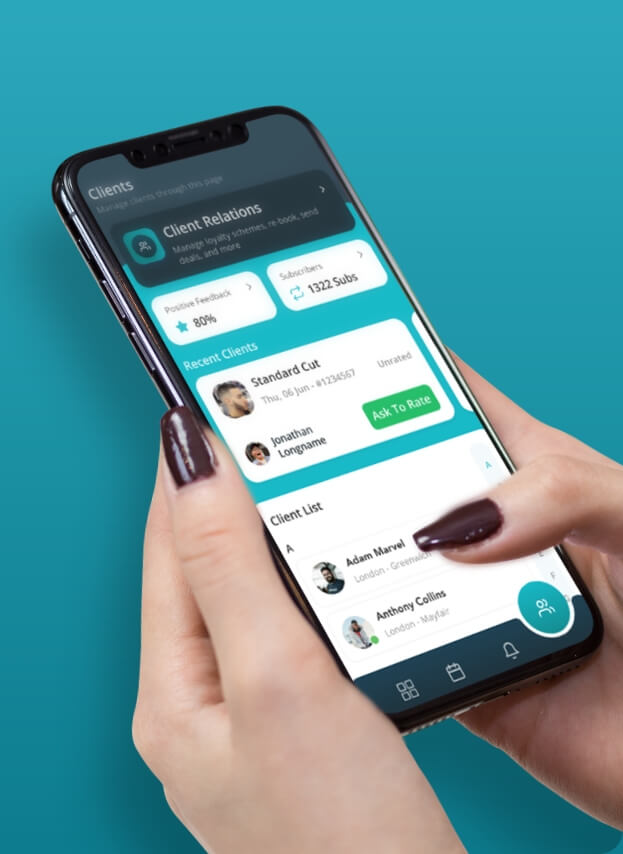 Clients
Manage clients through this page
Client Relations
Manage loyalty schemes, re-book, send
deals, and more
Positive Feedback
80%
Subscribers
1322 Subs
Recent Clients
Standard Cut
Thu, 06 Jun - #1234567
Unrated
Jonathan
Longname
Ask To Rate
Client List
A
A
Adam Marvel
London - Greenwich
Anthony Collins
London - Mayfair
E
F